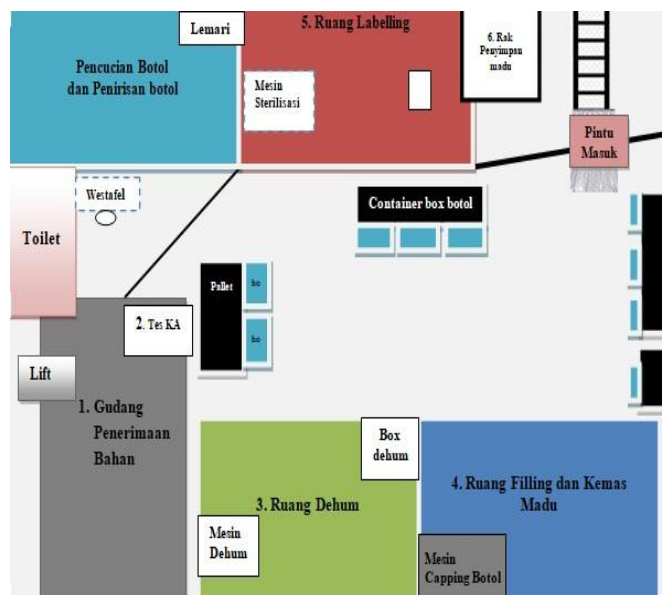 Lemari
5. Ruang Labelling
6. Rak
Penyimpan
madu
Pencucian Botol
dan Penirisan botol
Mesin
Sterilisasi
Pintu
Masuk
Westafel
Container box botol
Toilet
Pallet
bo
bo
2. Tes KA
Lift
1. Gudang
Penerimaan
Bahan
Box
dehum
3. Ruang Dehum
4. Ruang Filling dan Kemas
Madu
Mesin
Dehum
Mesin
Capping Botol